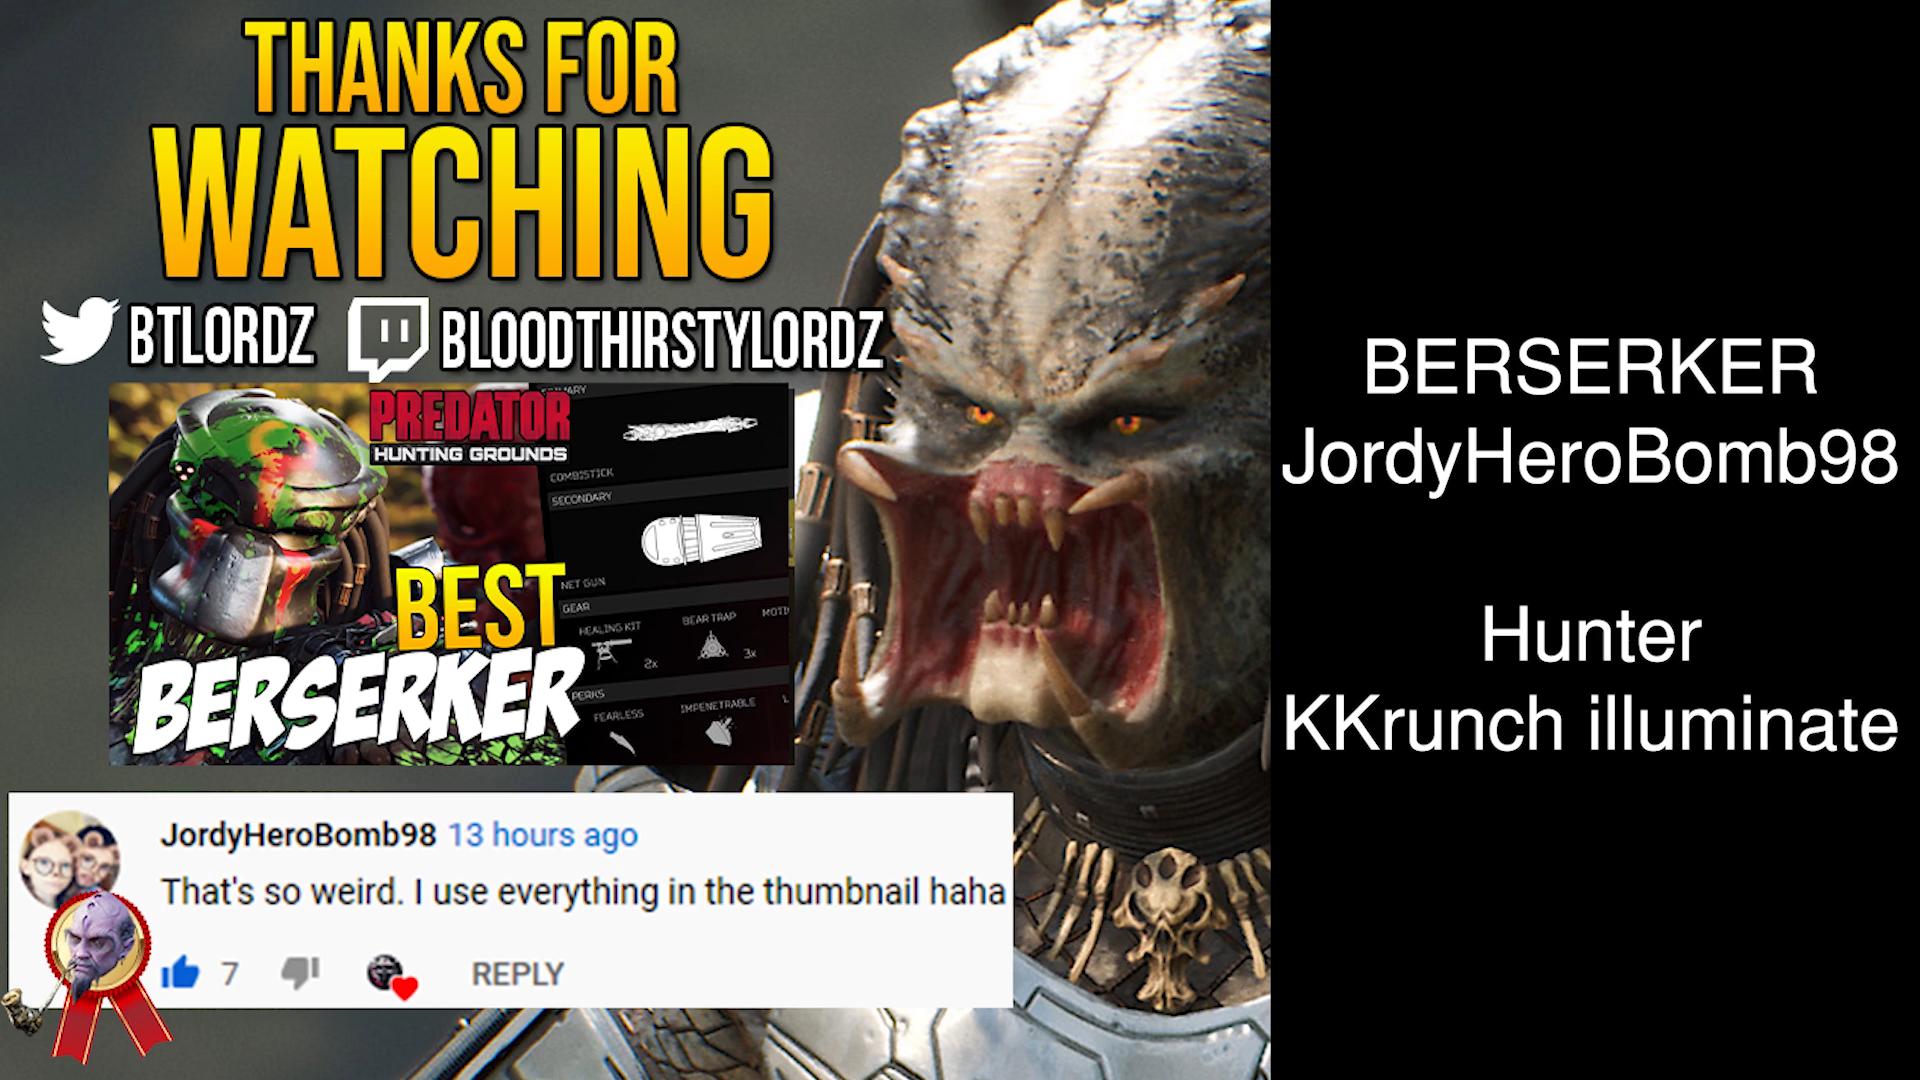 THANKS FOR
WATCHING
BTLORDZ BLOODTHIRSTYLORDZ
PREDATOR
HUNTING GROUNDS
COMBISTICK
SECONDARY
NET GUN
GEAR
HEALING KIT BEAR TRAP
2x 3x
PERKS
FEARLESS IMPENETRABLE
BEST
BERSERKER
JordyHeroBomb98 13 hours ago
That's so weird. I use everything in the thumbnail haha
7 REPLY
BERSERKER
JordyHeroBomb98
Hunter
KKrunch illuminate